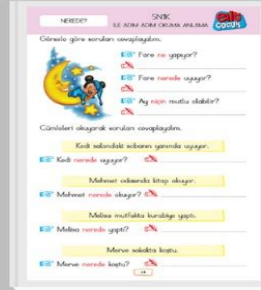 NEREDE?
5N1K
İLE ADIM ADIM OKUMA ANLAMA
Çocuk
Görsele göre soruları cevaplayalım.
Fare ne yapıyor?
Fare nerede uyuyor?
Ay niçin mutlu olabilir?
Cümleleri okuyarak soruları cevaplayalım.
Kedi salondaki sobanın yanında uyuyor.
Kedi nerede uyuyor?
Mehmet odasında kitap okuyor.
Mehmet nerede okuyor?
Melisa mutfakta kurabiye yaptı.
Melisa nerede yaptı?
Merve sokakta koştu.
Merve nerede koştu?